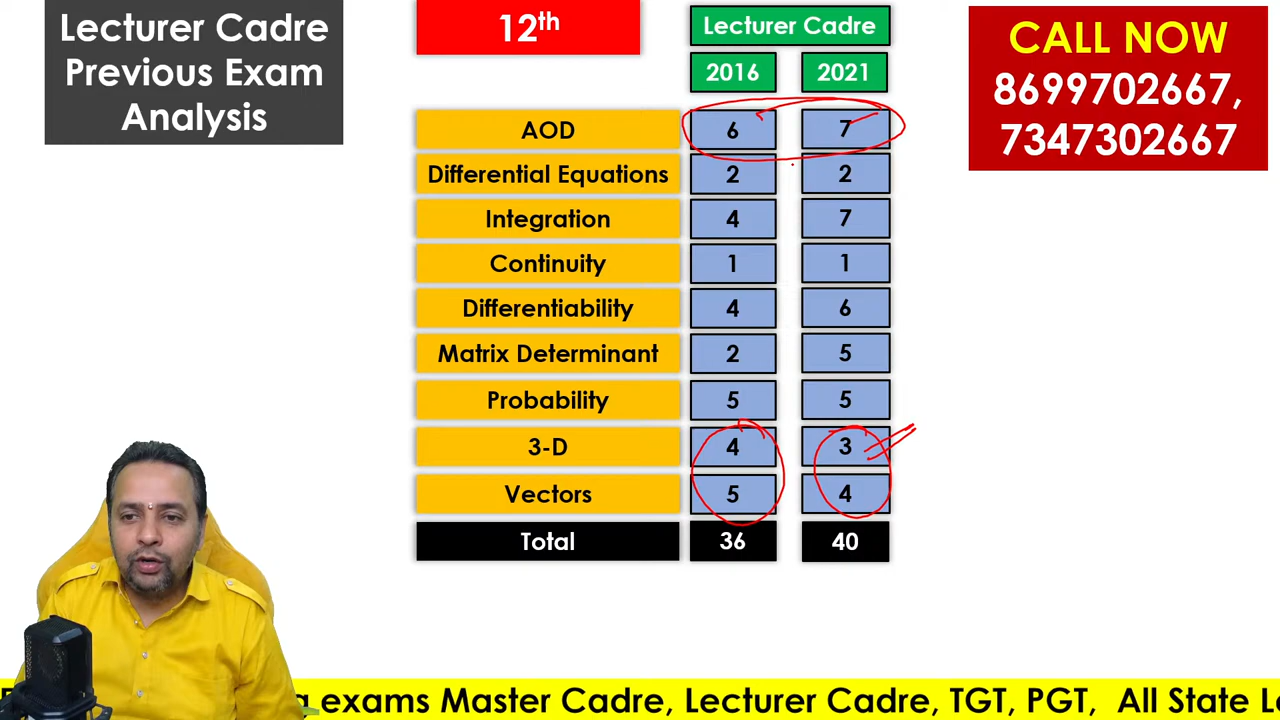 Lecturer Cadre
Previous Exam
Analysis
12th
Lecturer Cadre
2016 2021
CALL NOW
8699702667,
7347302667
AOD 6 7
Differential Equations 2 2
Integration 4 7
Continuity 1 1
Differentiability 4 6
Matrix Determinant 2 5
Probability 5 5
3-D 4 3
Vectors 5 4
Total 36 40
exams Master Cadre, Lecturer Cadre, TGT, PGT, All State